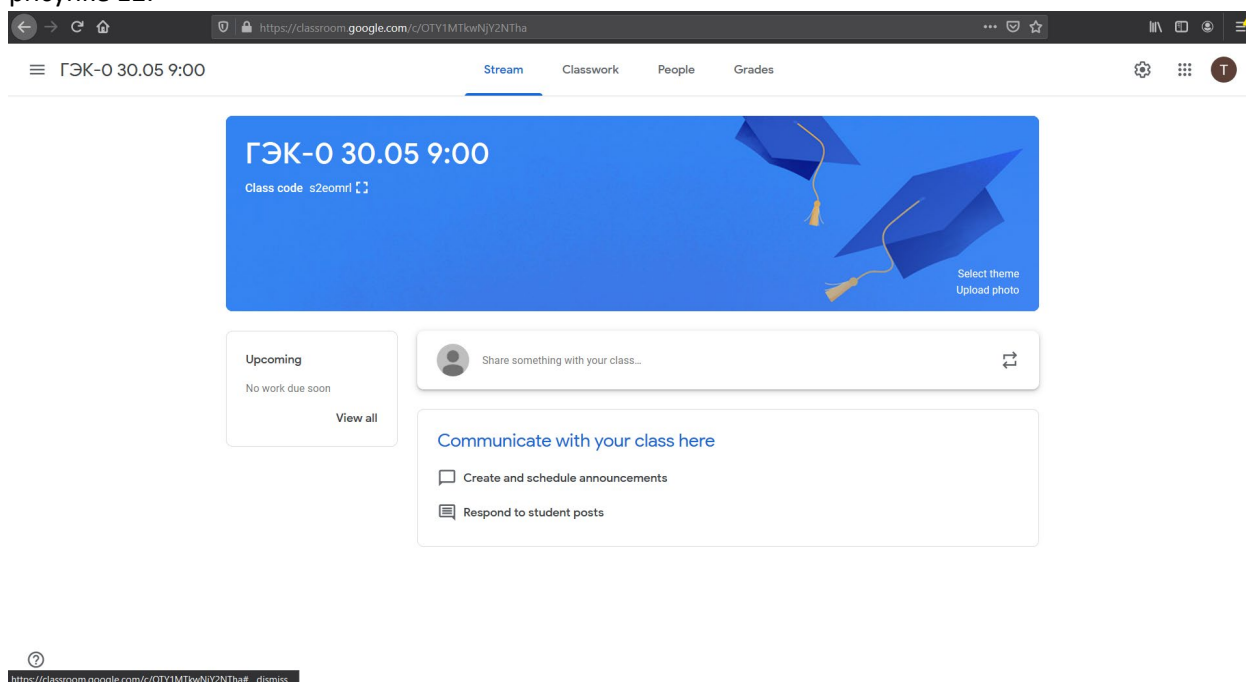 рисунке 22.
https://classroom.google.com/c/OTY1MTkwNjY2NTha
ГЭК-0 30.05 9:00
Stream Classwork People Grades
T
ГЭК-0 30.05 9:00
Class code s2eomrl
Select theme
Upload photo
Upcoming
No work due soon
View all
Share something with your class...
Communicate with your class here
Create and schedule announcements
Respond to student posts
https://classroom.google.com/c/OTY1MTkwNjY2NTha#_dismiss